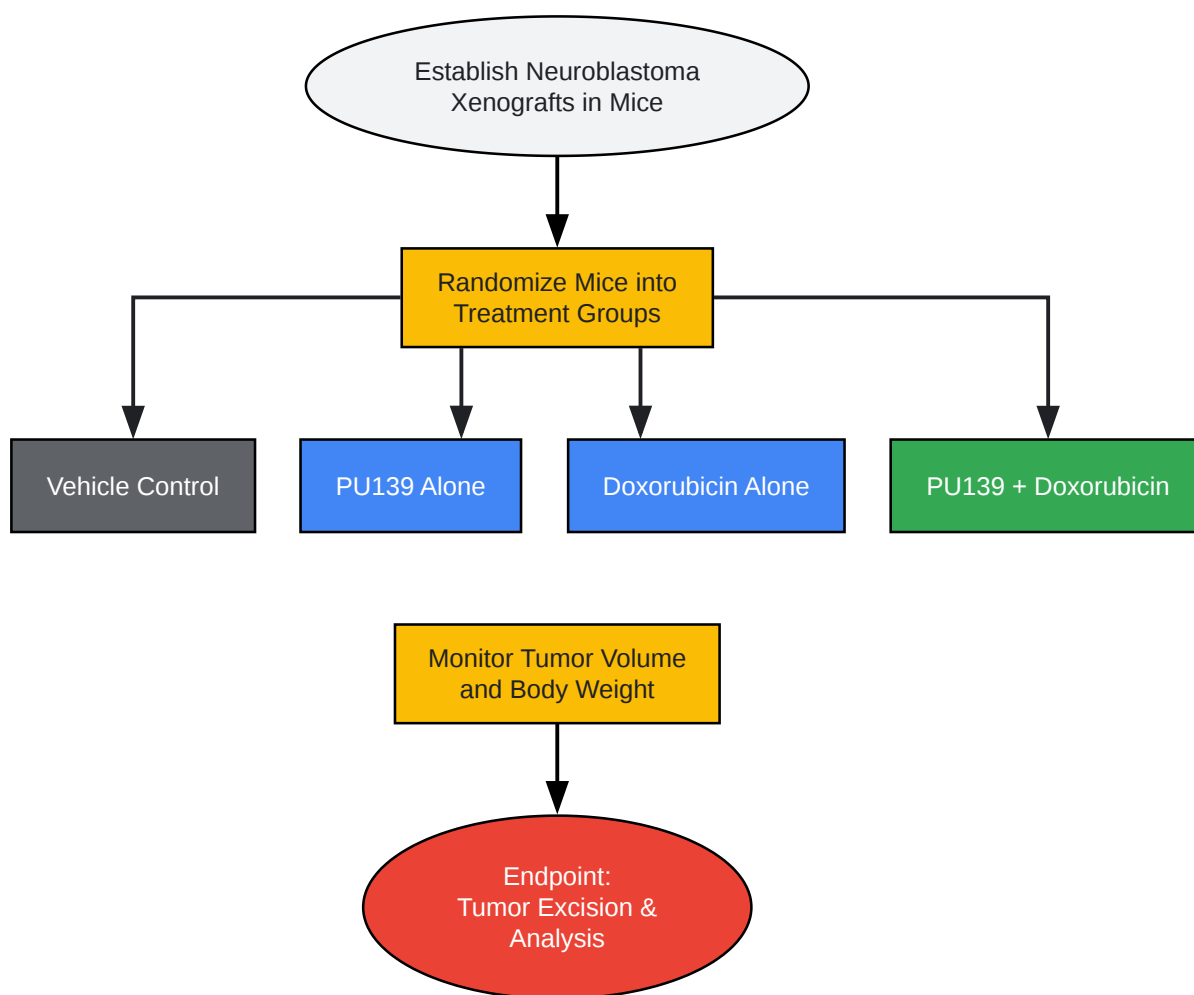 Establish Neuroblastoma
Xenografts in Mice
Randomize Mice into
Treatment Groups
Vehicle Control
PU139 Alone
Doxorubicin Alone
PU139 + Doxorubicin
Monitor Tumor Volume
and Body Weight
Endpoint:
Tumor Excision &
Analysis